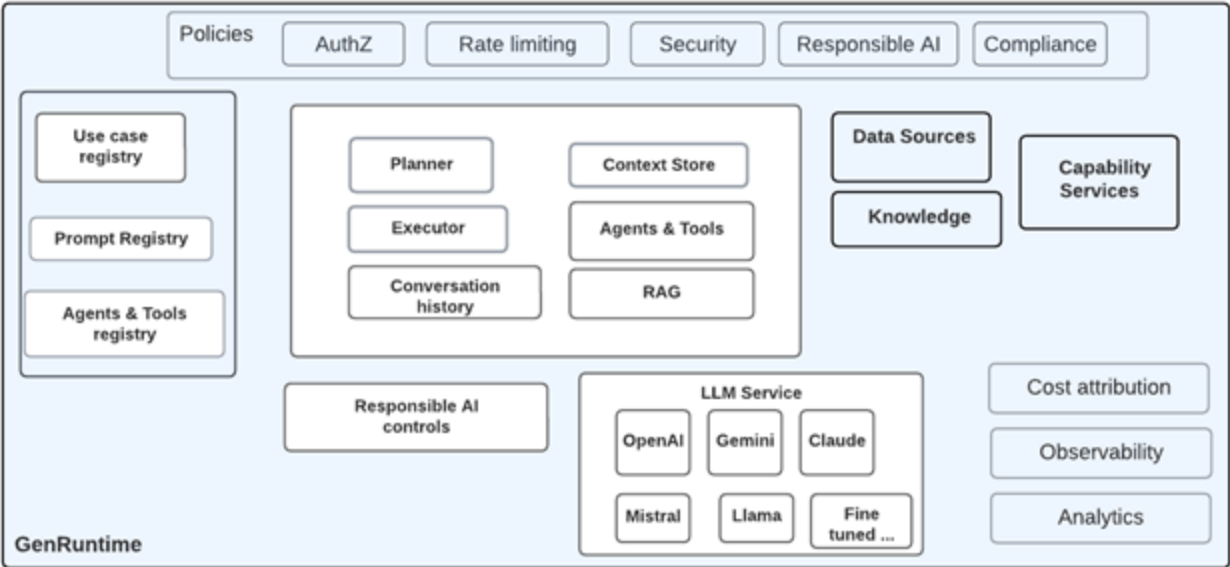 Policies
AuthZ
Rate limiting
Security
Responsible AI
Compliance
Use case
registry
Prompt Registry
Agents & Tools
registry
Planner
Executor
Conversation
history
Context Store
Agents & Tools
RAG
Data Sources
Knowledge
Capability
Services
Responsible AI
controls
LLM Service
OpenAI
Gemini
Claude
Mistral
Llama
Fine
tuned ...
Cost attribution
Observability
Analytics
GenRuntime